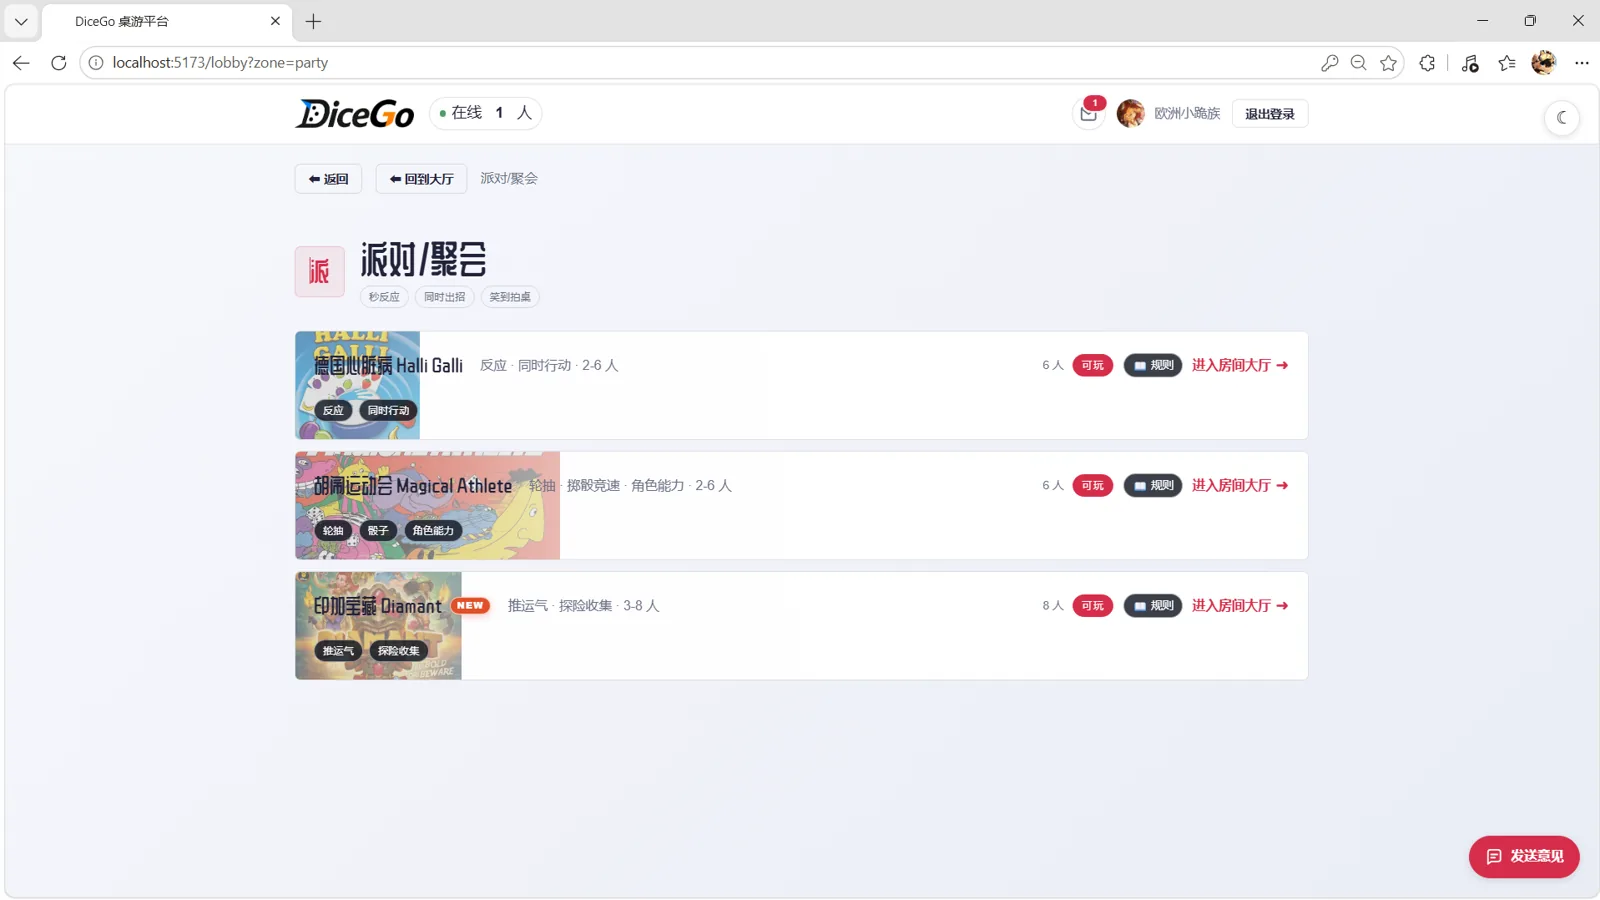 DiceGo 桌游平台
localhost:5173/lobby?zone=party
DiceGo
在线 1 人
1
欧洲小跪族
退出登录
返回
回到大厅
派对/聚会
派
派对/聚会
秒反应
同时出招
笑到拍桌
HALLI
GALLI
德国心脏病 Halli Galli
反应 · 同时行动 · 2-6 人
6 人
可玩
规则
进入房间大厅 →
反应
同时行动
胡闹运动会 Magical Athlete
轮抽 · 掷骰竞速 · 角色能力 · 2-6 人
6 人
可玩
规则
进入房间大厅 →
轮抽
骰子
角色能力
印加宝藏 Diamant
NEW
推运气 · 探险收集 · 3-8 人
8 人
可玩
规则
进入房间大厅 →
推运气
探险收集
发送意见